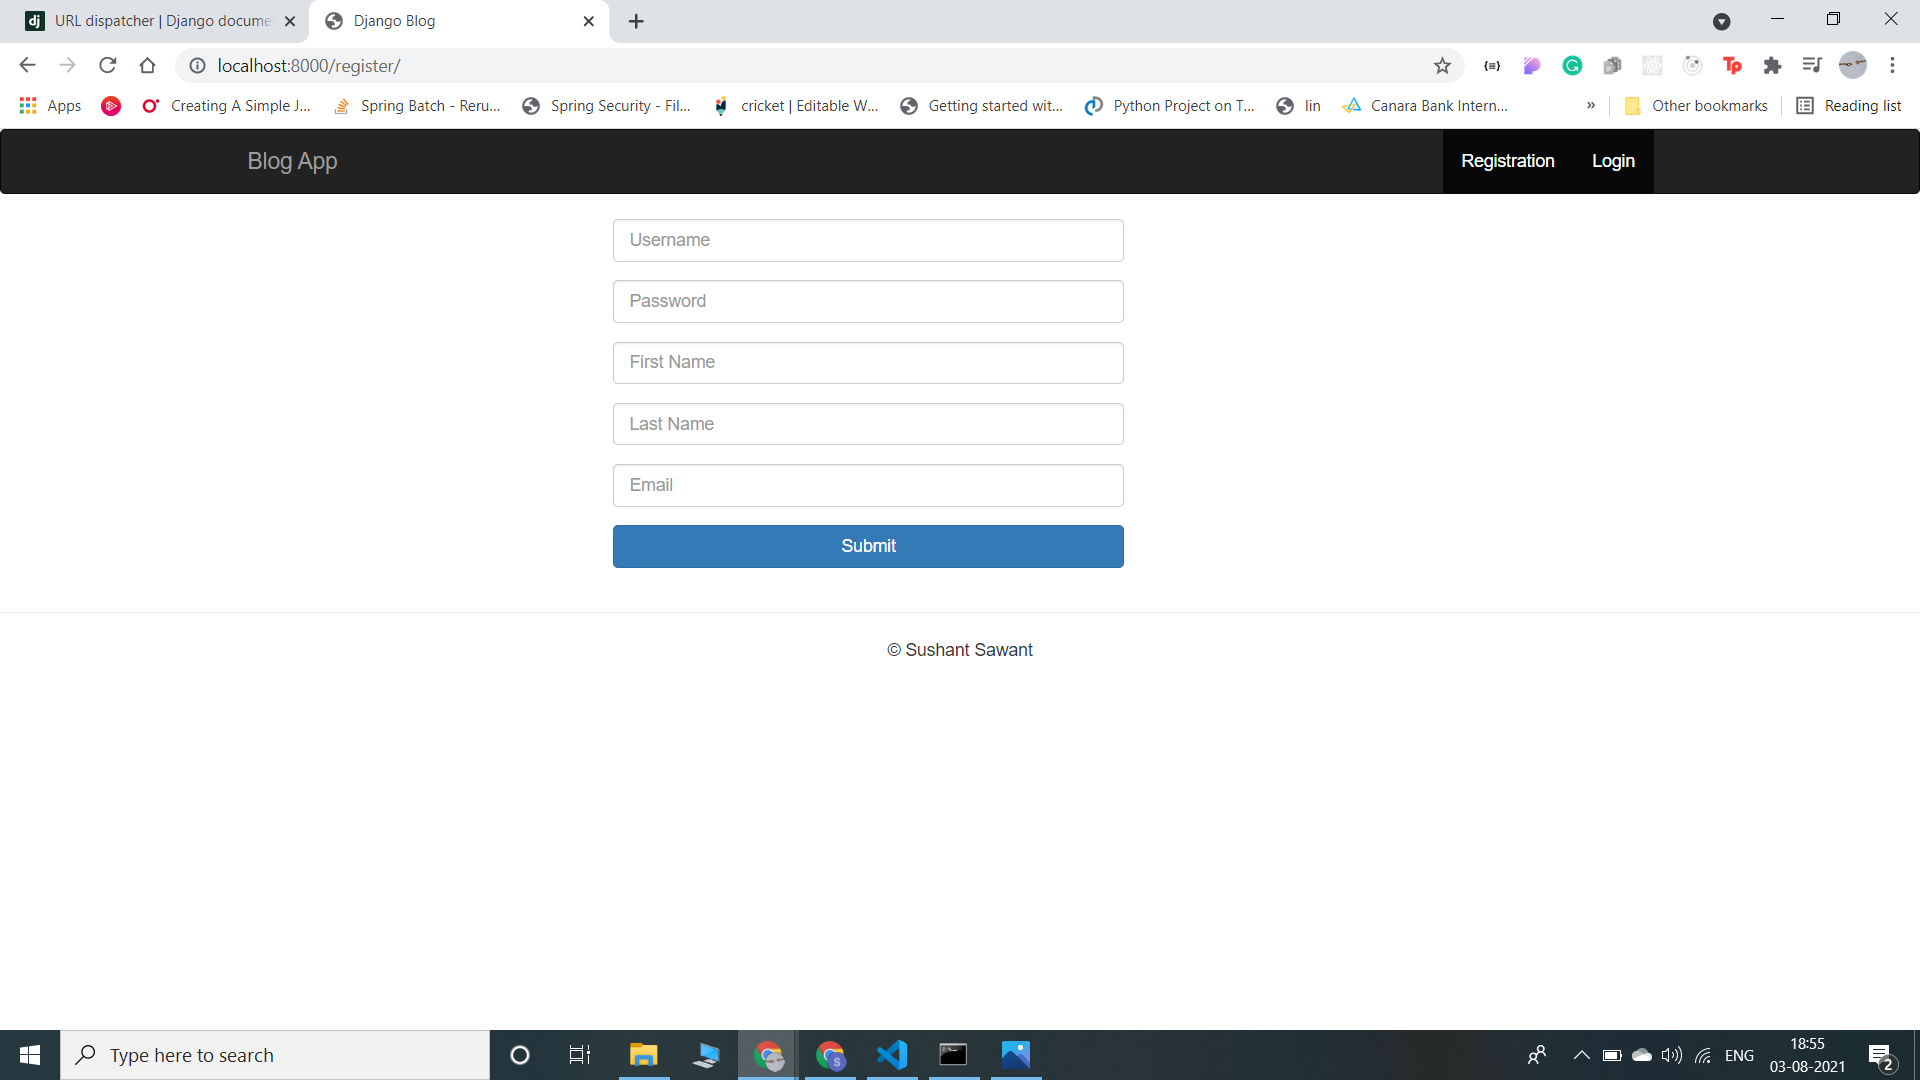 dj URL dispatcher | Django docume
Django Blog
localhost:8000/register/
Apps
Creating A Simple J...
Spring Batch - Reru...
Spring Security - Fil...
cricket | Editable W...
Getting started wit...
Python Project on T...
lin
Canara Bank Intern...
»
Other bookmarks
Reading list
Blog App
Registration
Login
Username
Password
First Name
Last Name
Email
Submit
© Sushant Sawant
Type here to search
ENG
18:55
03-08-2021
2